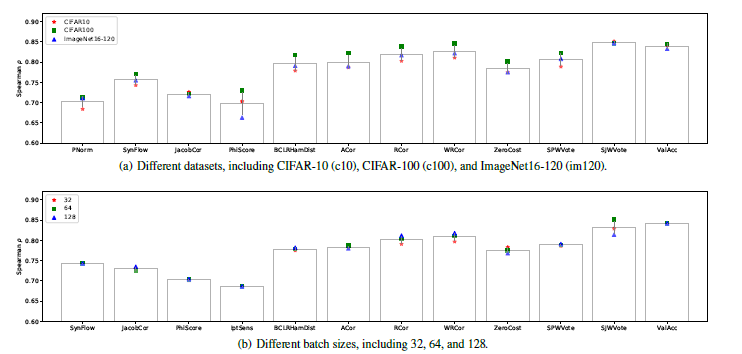 CIFAR10
CIFAR100
ImageNet16-120
0.90
0.85
0.80
0.75
0.70
0.65
0.60
Spearman ρ
PNorm SynFlow JacobCor PhiScore BCLRHamDist ACor RCor WRCor ZeroCost SPWVote SJWVote ValAcc
(a) Different datasets, including CIFAR-10 (c10), CIFAR-100 (c100), and ImageNet16-120 (im120).
32
64
128
0.90
0.85
0.80
0.75
0.70
0.65
0.60
Spearman ρ
SynFlow JacobCor PhiScore IptSens BCLRHamDist ACor RCor WRCor ZeroCost SPWVote SJWVote ValAcc
(b) Different batch sizes, including 32, 64, and 128.